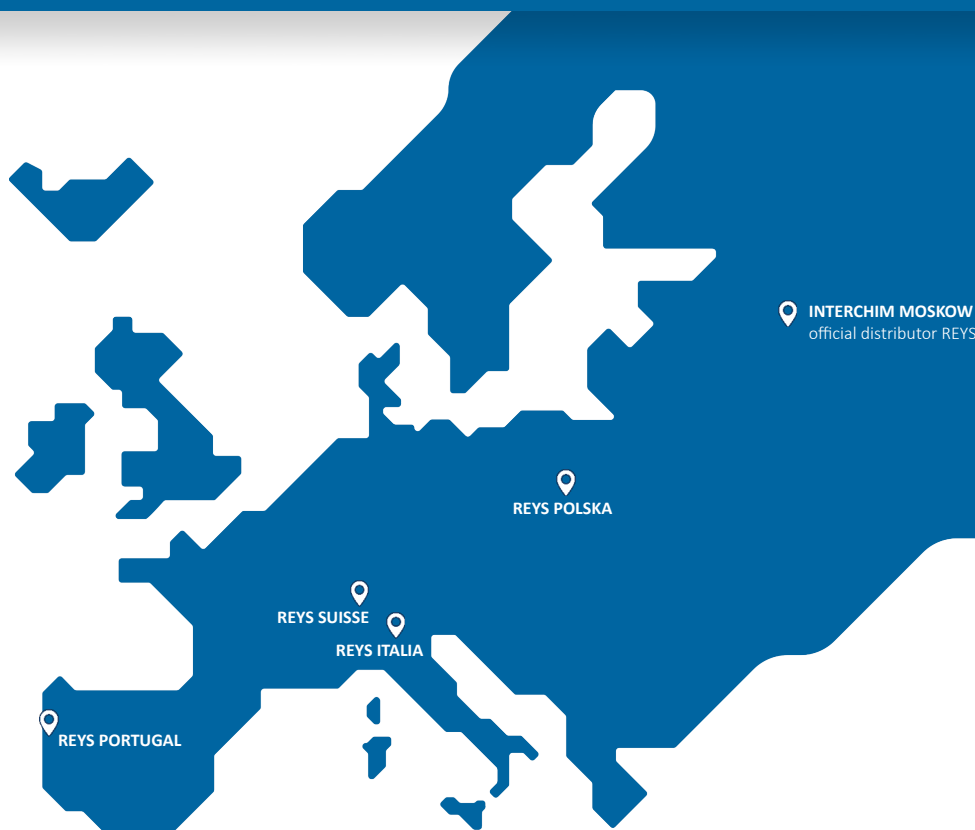 INTERCHIM MOSKOW
official distributor REYS
REYS POLSKA
REYS SUISSE
REYS ITALIA
REYS PORTUGAL